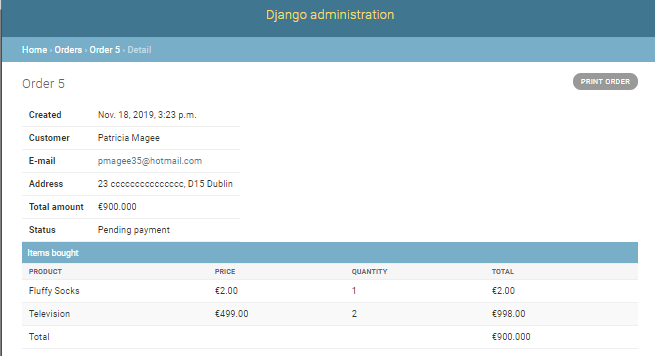 Django administration
Home › Orders › Order 5 › Detail
Order 5
PRINT ORDER
Created Nov. 18, 2019, 3:23 p.m.
Customer Patricia Magee
E-mail pmagee35@hotmail.com
Address 23 ccccccccccccccc, D15 Dublin
Total amount €900.000
Status Pending payment
Items bought
PRODUCT PRICE QUANTITY TOTAL
Fluffy Socks €2.00 1 €2.00
Television €499.00 2 €998.00
Total €900.000